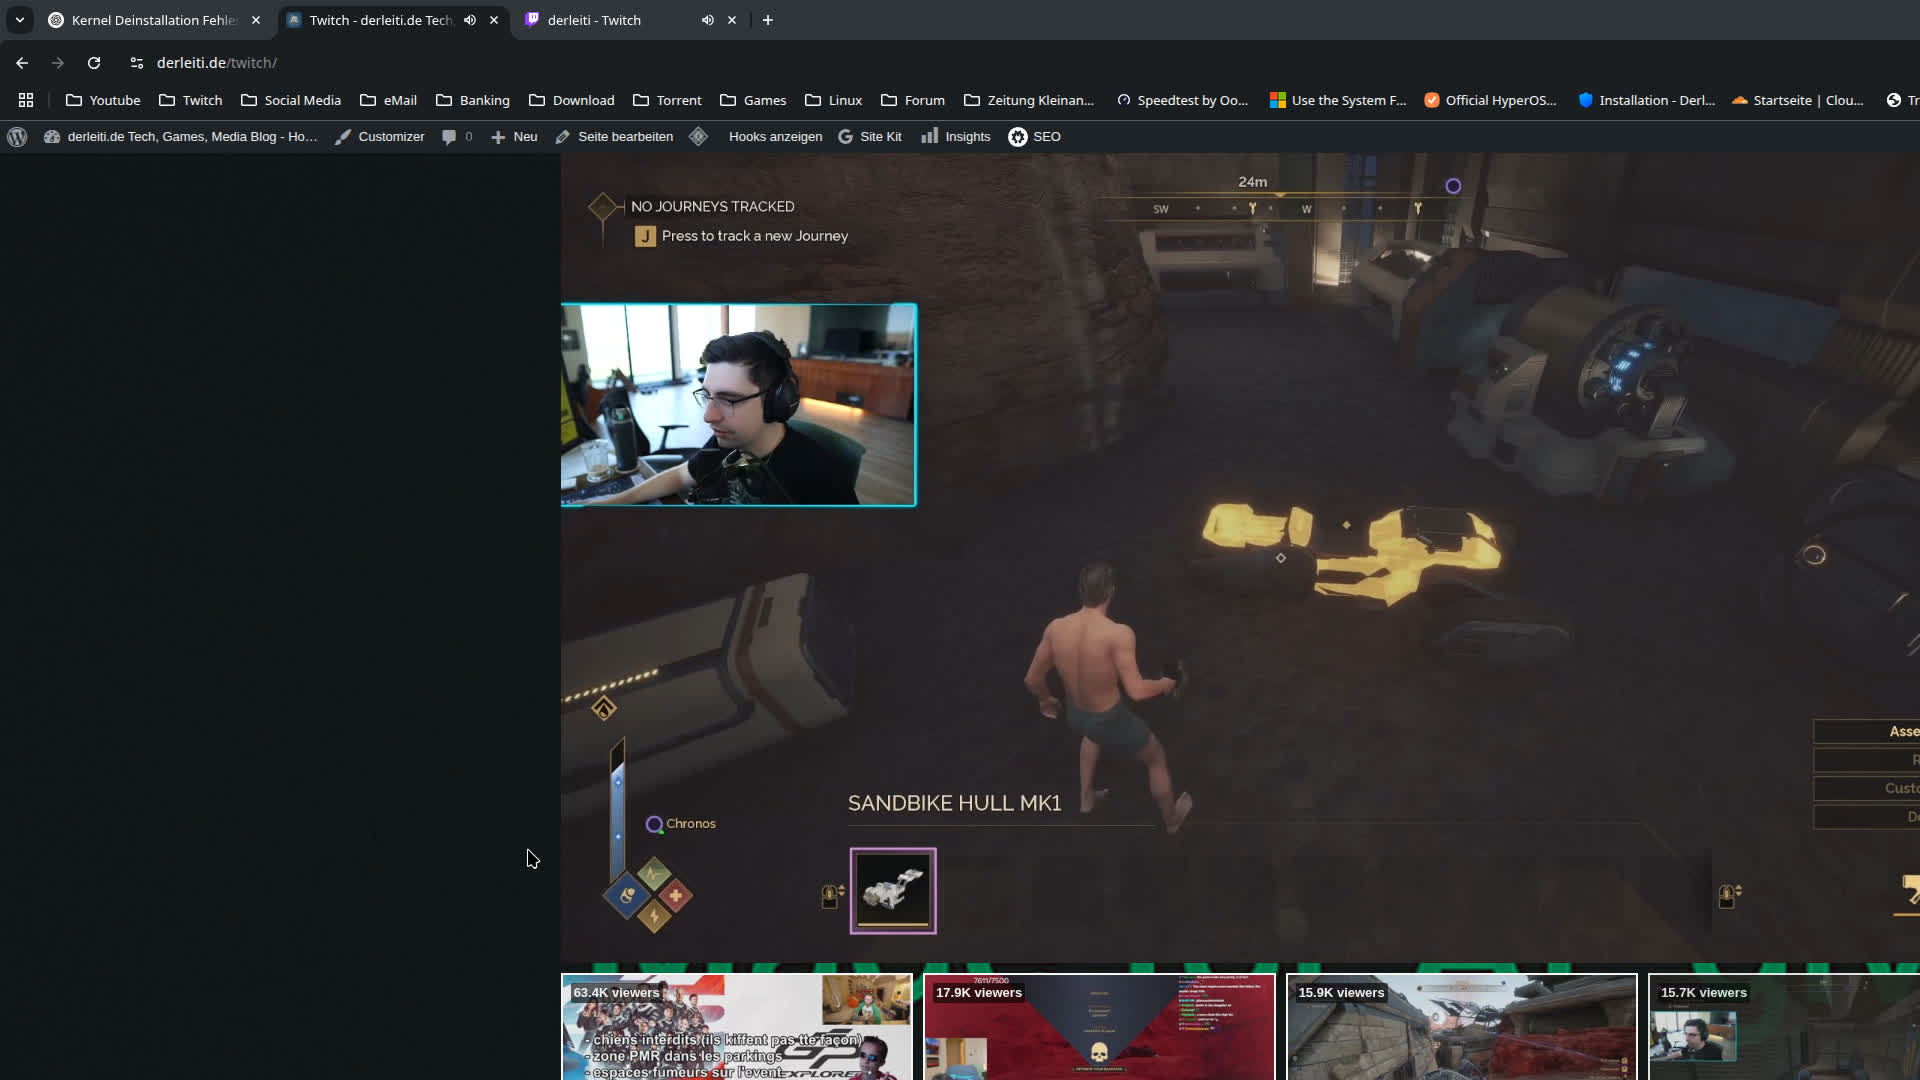 Kernel Deinstallation Fehle
Twitch - derleiti.de Tech,
derleiti - Twitch
derleiti.de/twitch/
Youtube
Twitch
Social Media
eMail
Banking
Download
Torrent
Games
Linux
Forum
Zeitung Kleinan...
Speedtest by Oo...
Use the System F...
Official HyperOS...
Installation - Derl...
Startseite | Clou...
Tr
derleiti.de Tech, Games, Media Blog - Ho...
Customizer
0
Neu
Seite bearbeiten
Hooks anzeigen
Site Kit
Insights
SEO
24m
SW
W
NO JOURNEYS TRACKED
J Press to track a new Journey
Asse
R
Custo
De
SANDBIKE HULL MK1
Chronos
63.4K viewers
- chiens interdits (ils kiffent pas tte façon)
- zone PMR dans les parkings
- espaces fumeurs sur l'event
GP
EXPLORER
7611/7500
17.9K viewers
15.9K viewers
15.7K viewers